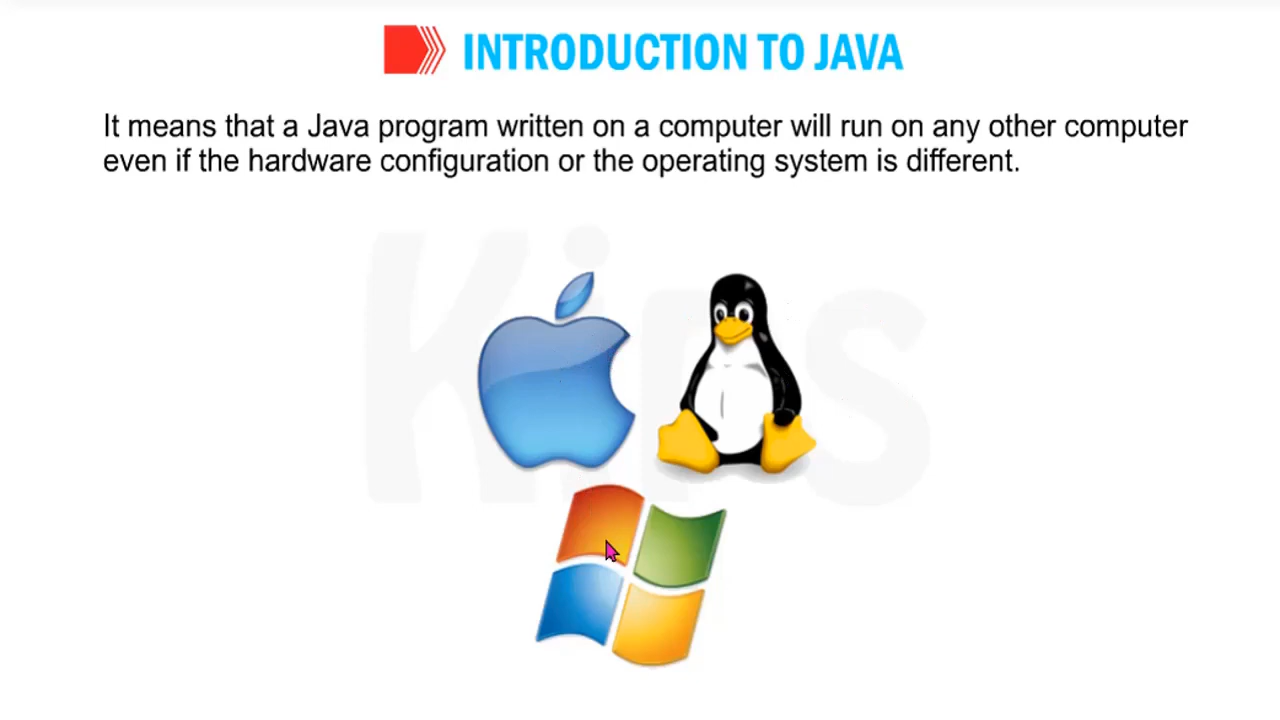 INTRODUCTION TO JAVA
It means that a Java program written on a computer will run on any other computer
even if the hardware configuration or the operating system is different.
Kips